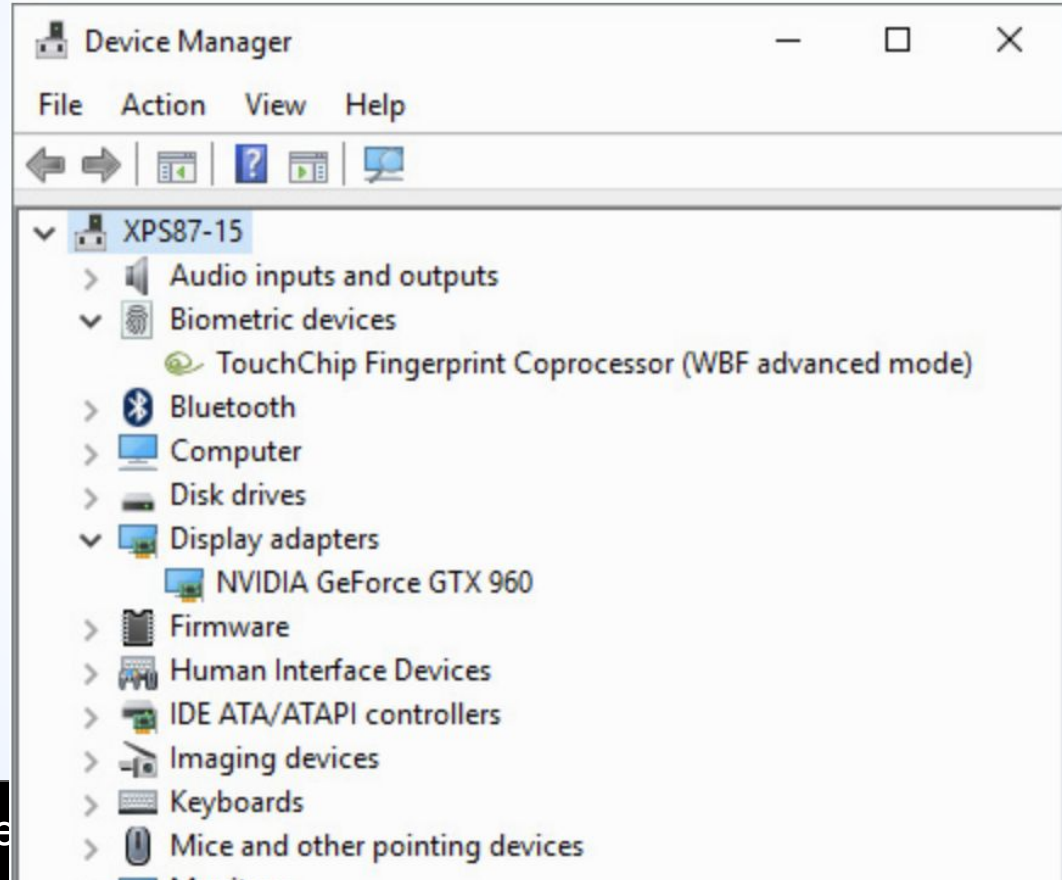 Device Manager
File Action View Help
XPS87-15
Audio inputs and outputs
Biometric devices
TouchChip Fingerprint Coprocessor (WBF advanced mode)
Bluetooth
Computer
Disk drives
Display adapters
NVIDIA GeForce GTX 960
Firmware
Human Interface Devices
IDE ATA/ATAPI controllers
Imaging devices
Keyboards
Mice and other pointing devices